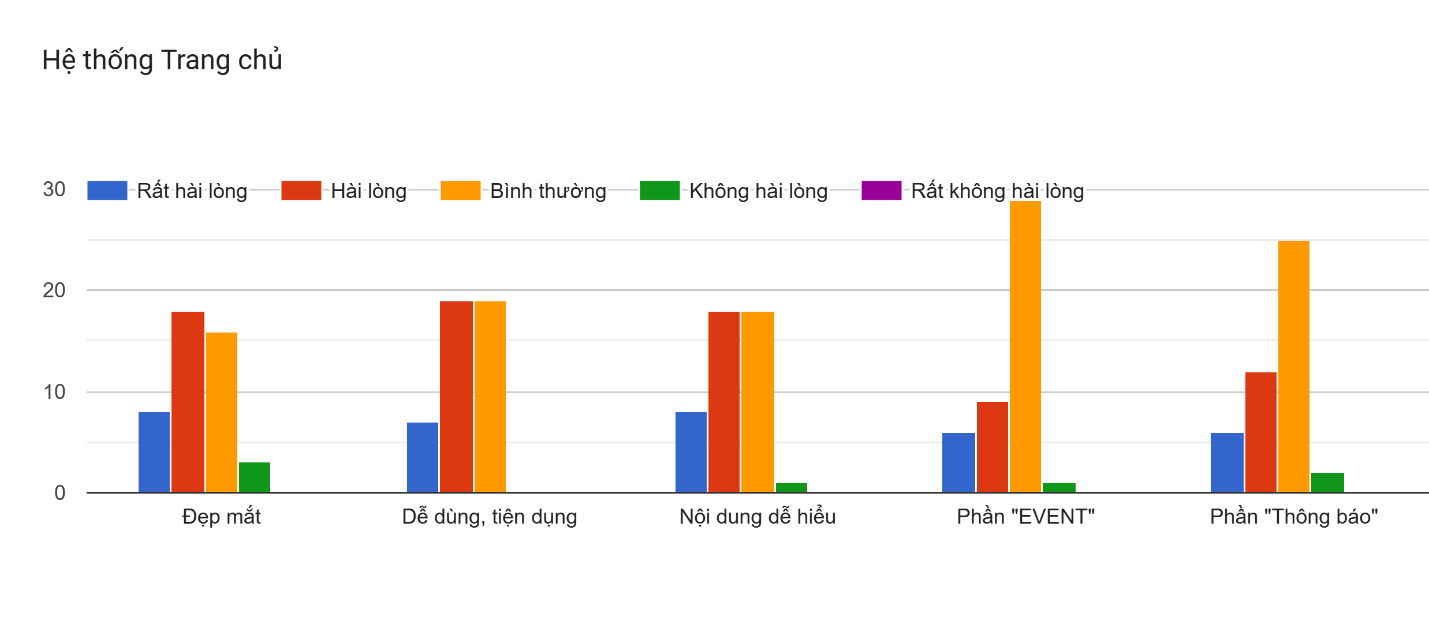 Hệ thống Trang chủ
30
Rất hài lòng
Hài lòng
Bình thường
Không hài lòng
Rất không hài lòng
20
10
0
Đẹp mắt
Dễ dùng, tiện dụng
Nội dung dễ hiểu
Phần "EVENT"
Phần "Thông báo"